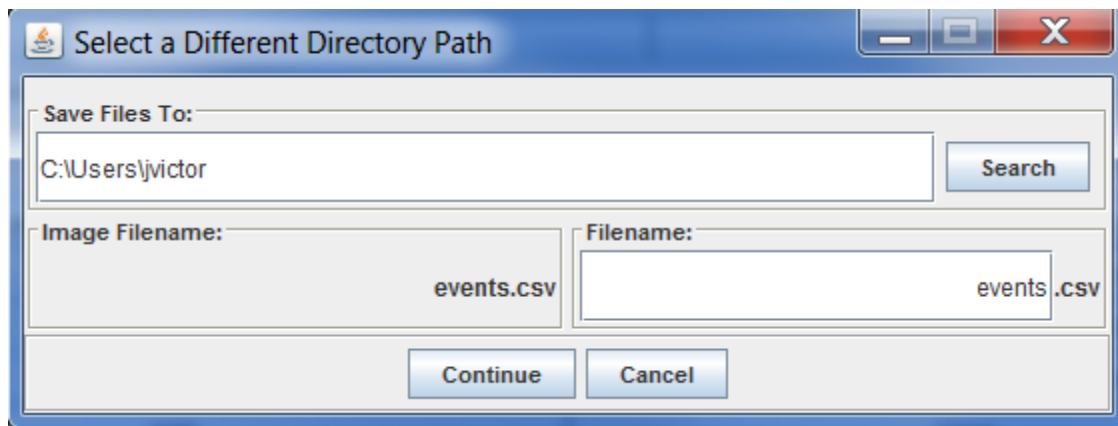 Select a Different Directory Path
Save Files To:
C:\Users\jvictor
Search
Image Filename:
events.csv
Filename:
events .csv
Continue
Cancel